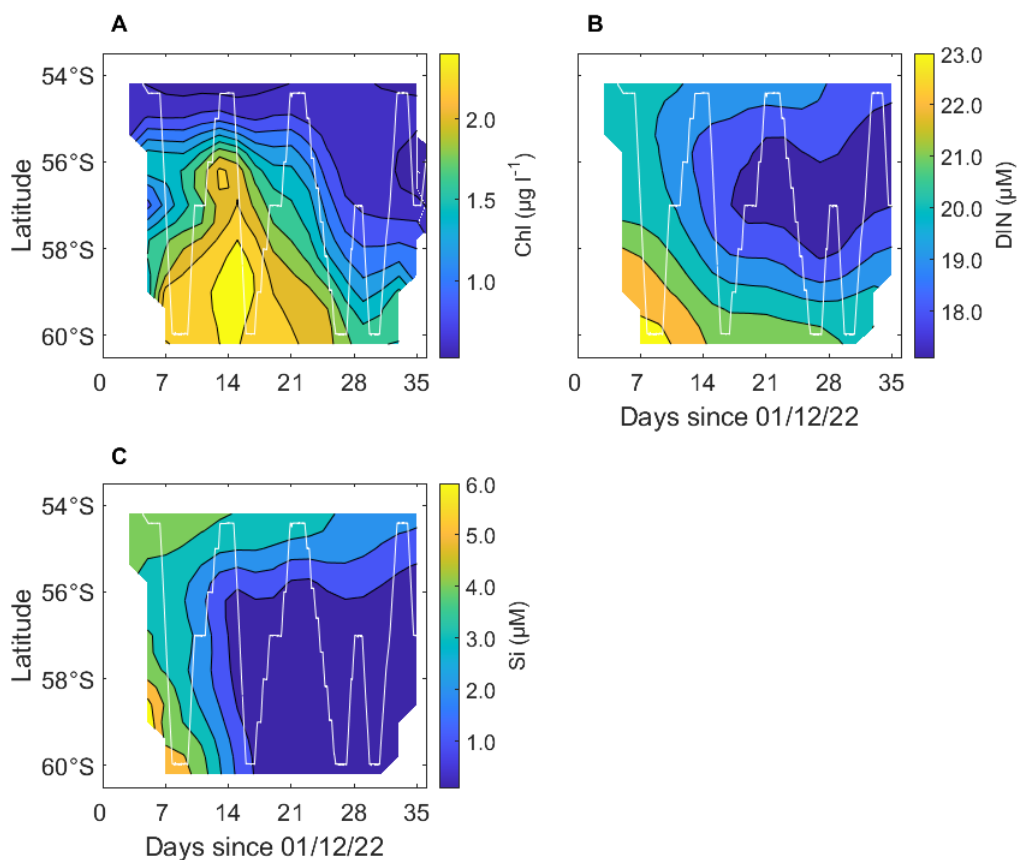 A
54°S
56°S
58°S
60°S
Latitude
0 7 14 21 28 35
2.0
1.0
Chl (µg l⁻¹)
B
0 7 14 21 28 35
Days since 01/12/22
23.0
22.0
21.0
20.0
19.0
18.0
DIN (µM)
C
54°S
56°S
58°S
60°S
Latitude
0 7 14 21 28 35
Days since 01/12/22
6.0
5.0
4.0
3.0
2.0
1.0
Si (µM)